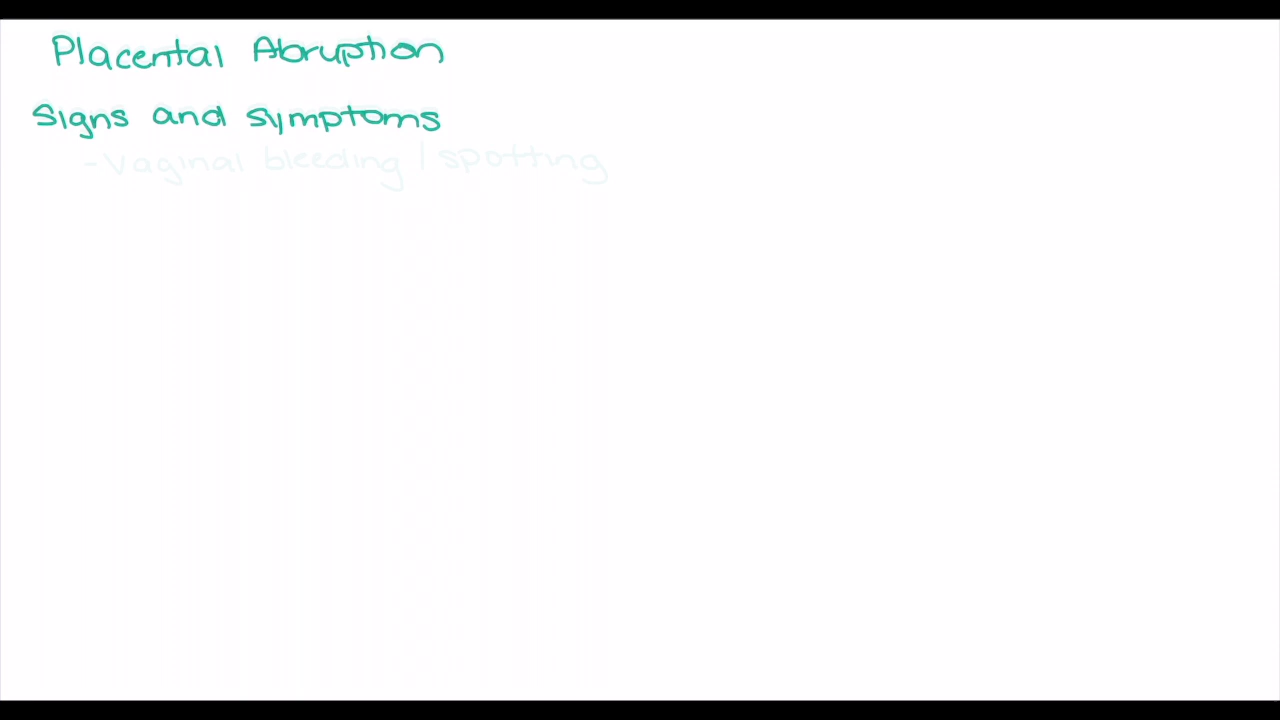 Placental Abruption
Signs and symptoms
- Vaginal bleeding / spotting